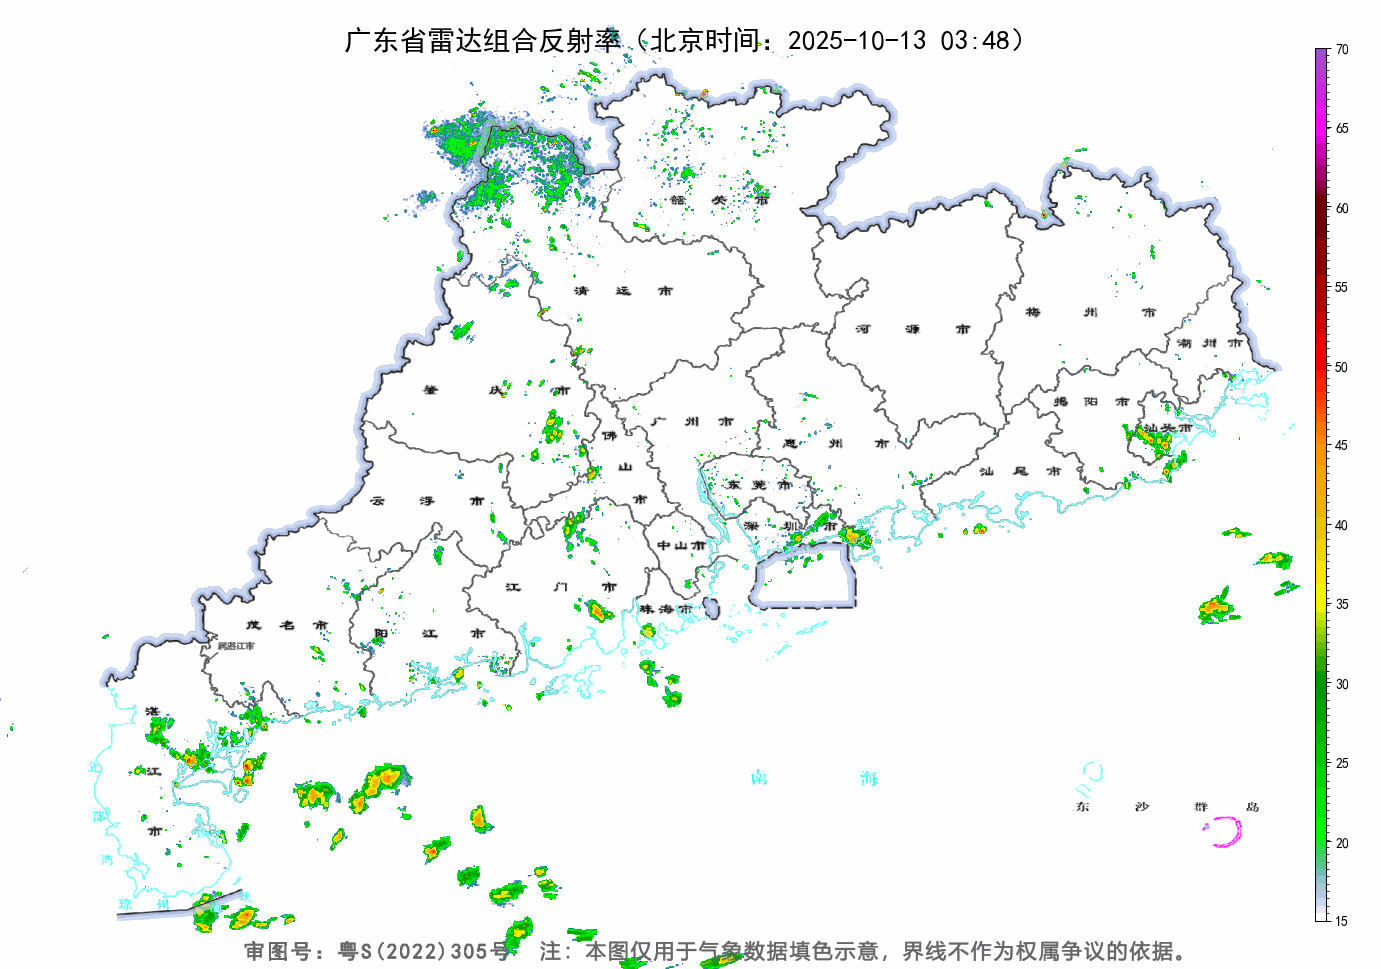 广东省雷达组合反射率（北京时间：2025-10-13 03:48）
70
65
60
55
50
45
40
35
30
25
20
15
韶关市
清远市
河源市
梅州市
潮州市
肇庆市
揭阳市
广州市
汕头市
佛山市
惠州市
汕尾市
东莞市
云浮市
深圳市
中山市
江门市
珠海市
茂名市
阳江市
属湛江市
湛江市
北部湾
南海
东沙群岛
琼州海峡
审图号：粤S(2022)305号 注：本图仅用于气象数据填色示意，界线不作为权属争议的依据。